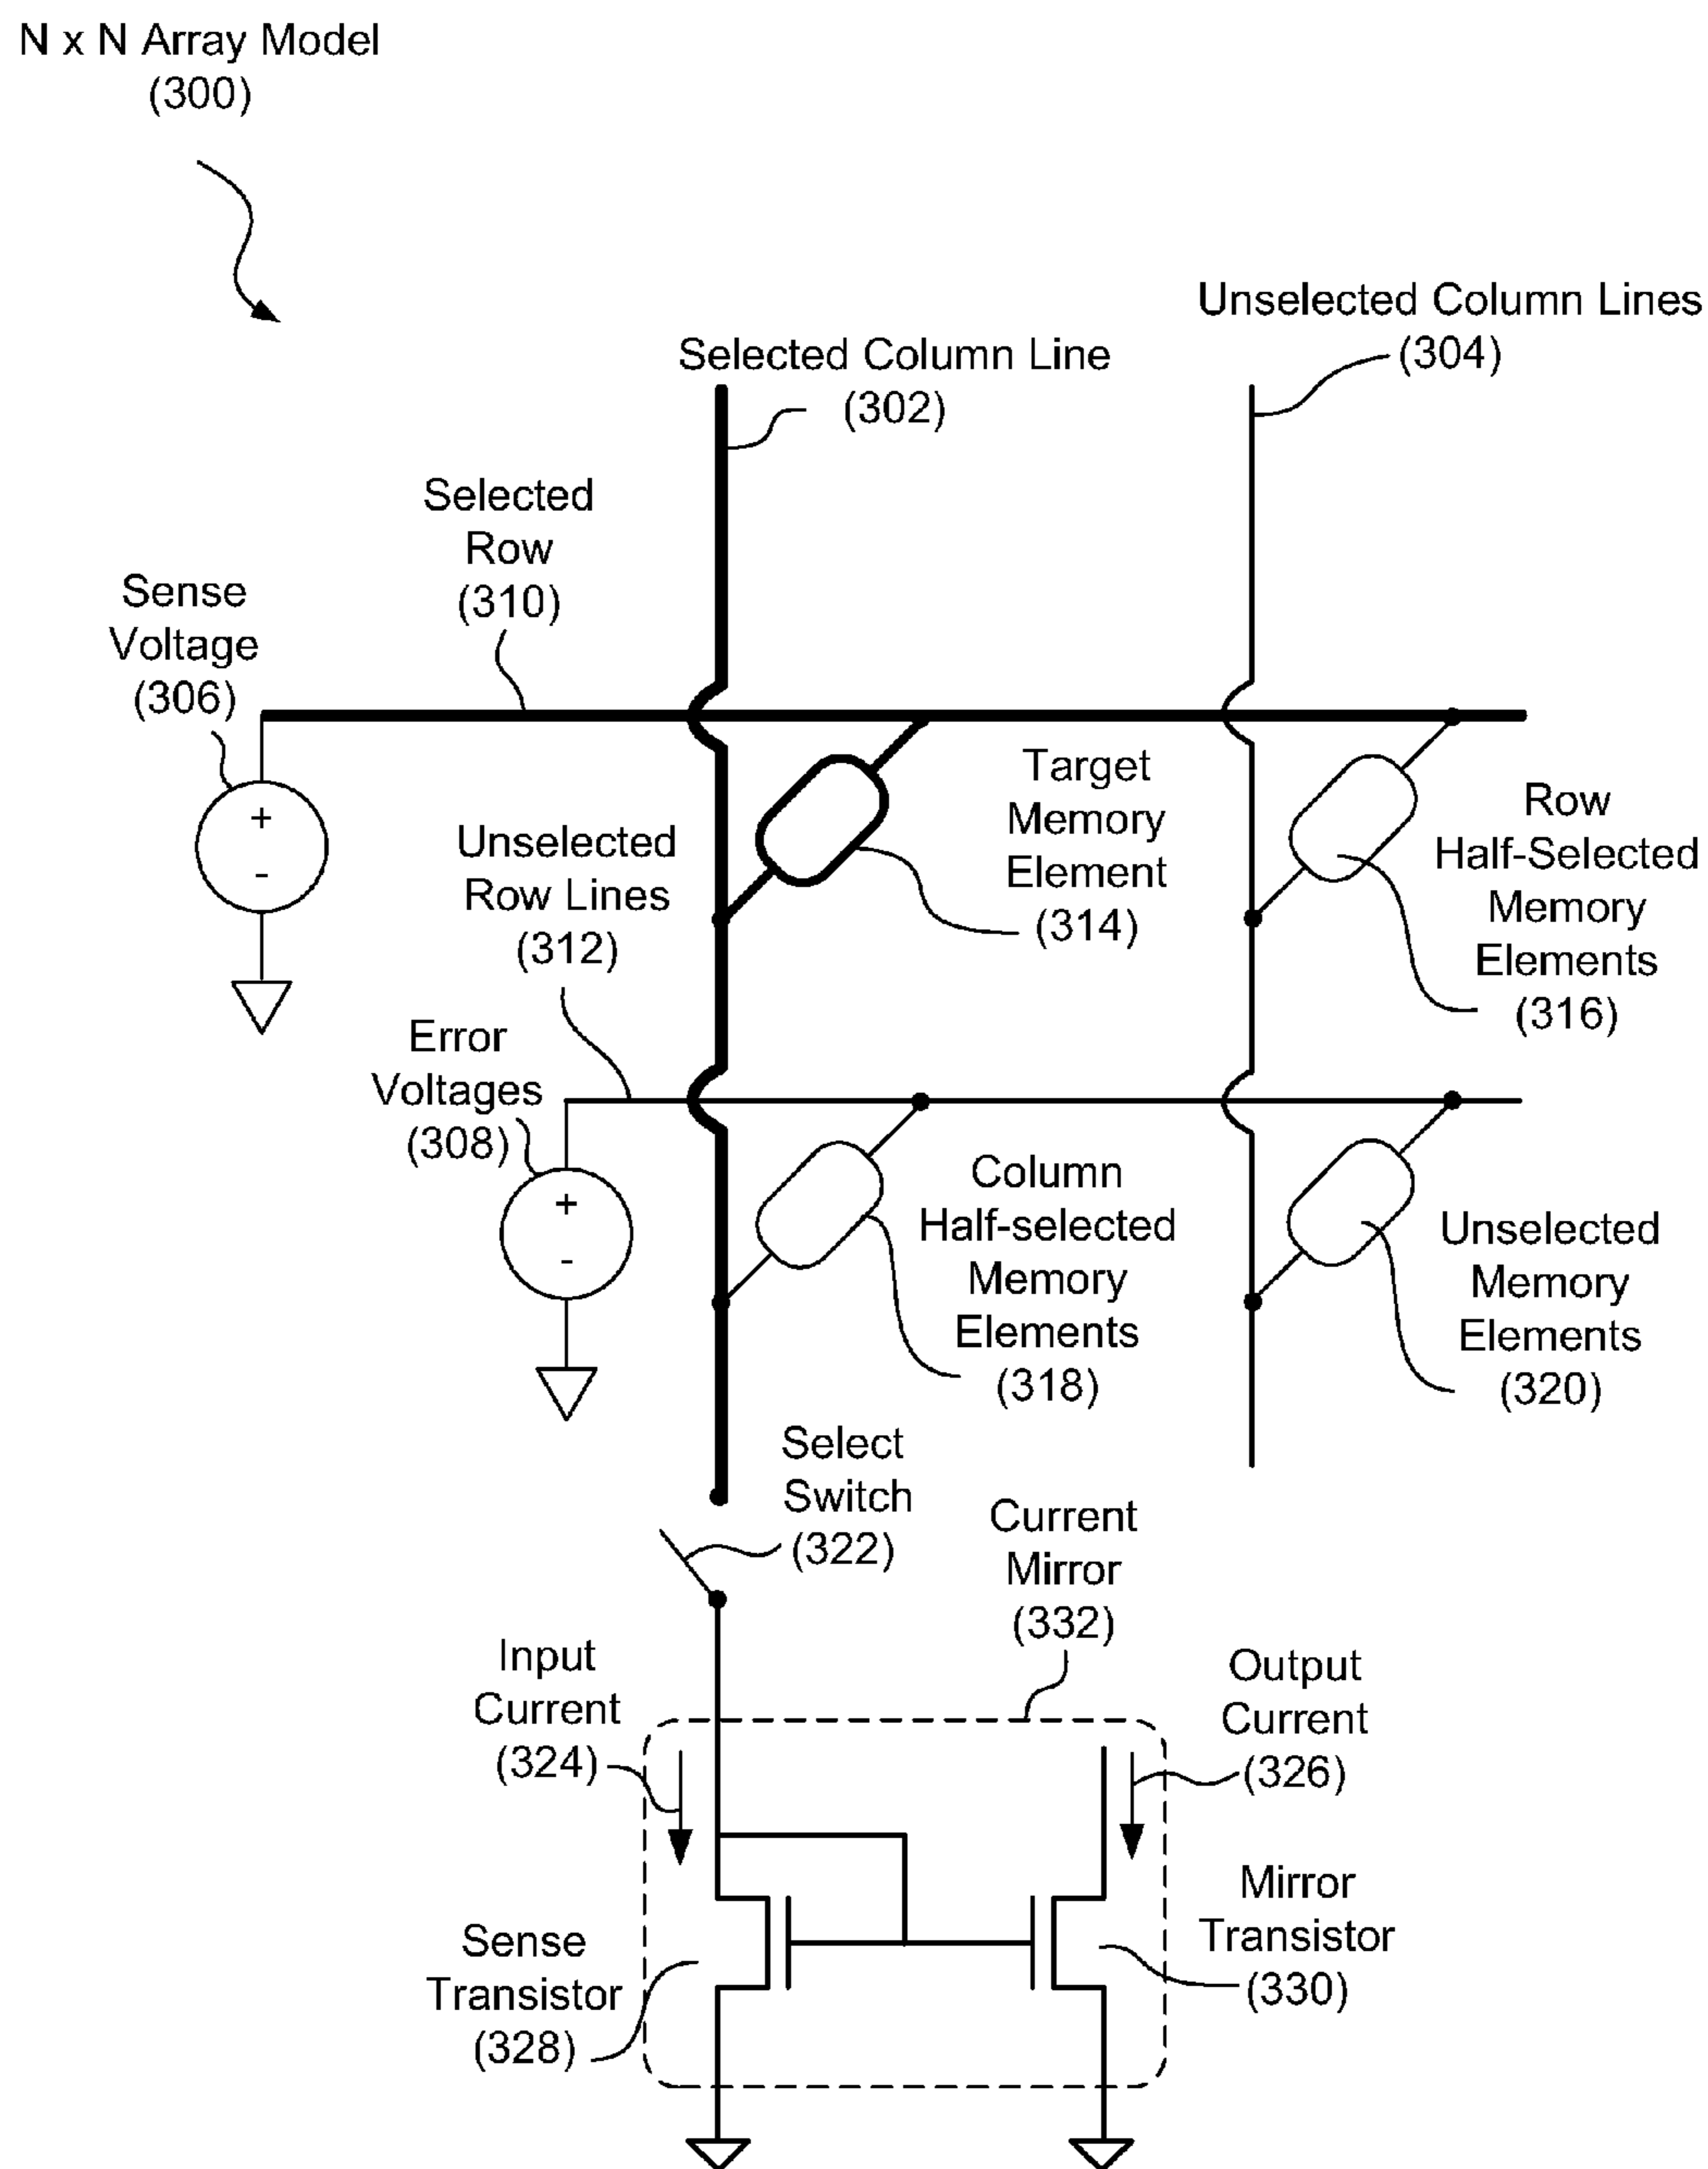 N x N Array Model
(300)
Unselected Column Lines
(304)
Selected Column Line
(302)
Selected
Row
(310)
Sense
Voltage
(306)
+
-
Target
Memory
Element
(314)
Row
Half-Selected
Memory
Elements
(316)
Unselected
Row Lines
(312)
Error
Voltages
(308)
+
-
Column
Half-selected
Memory
Elements
(318)
Unselected
Memory
Elements
(320)
Select
Switch
(322)
Current
Mirror
(332)
Input
Current
(324)
Output
Current
(326)
Sense
Transistor
(328)
Mirror
Transistor
(330)